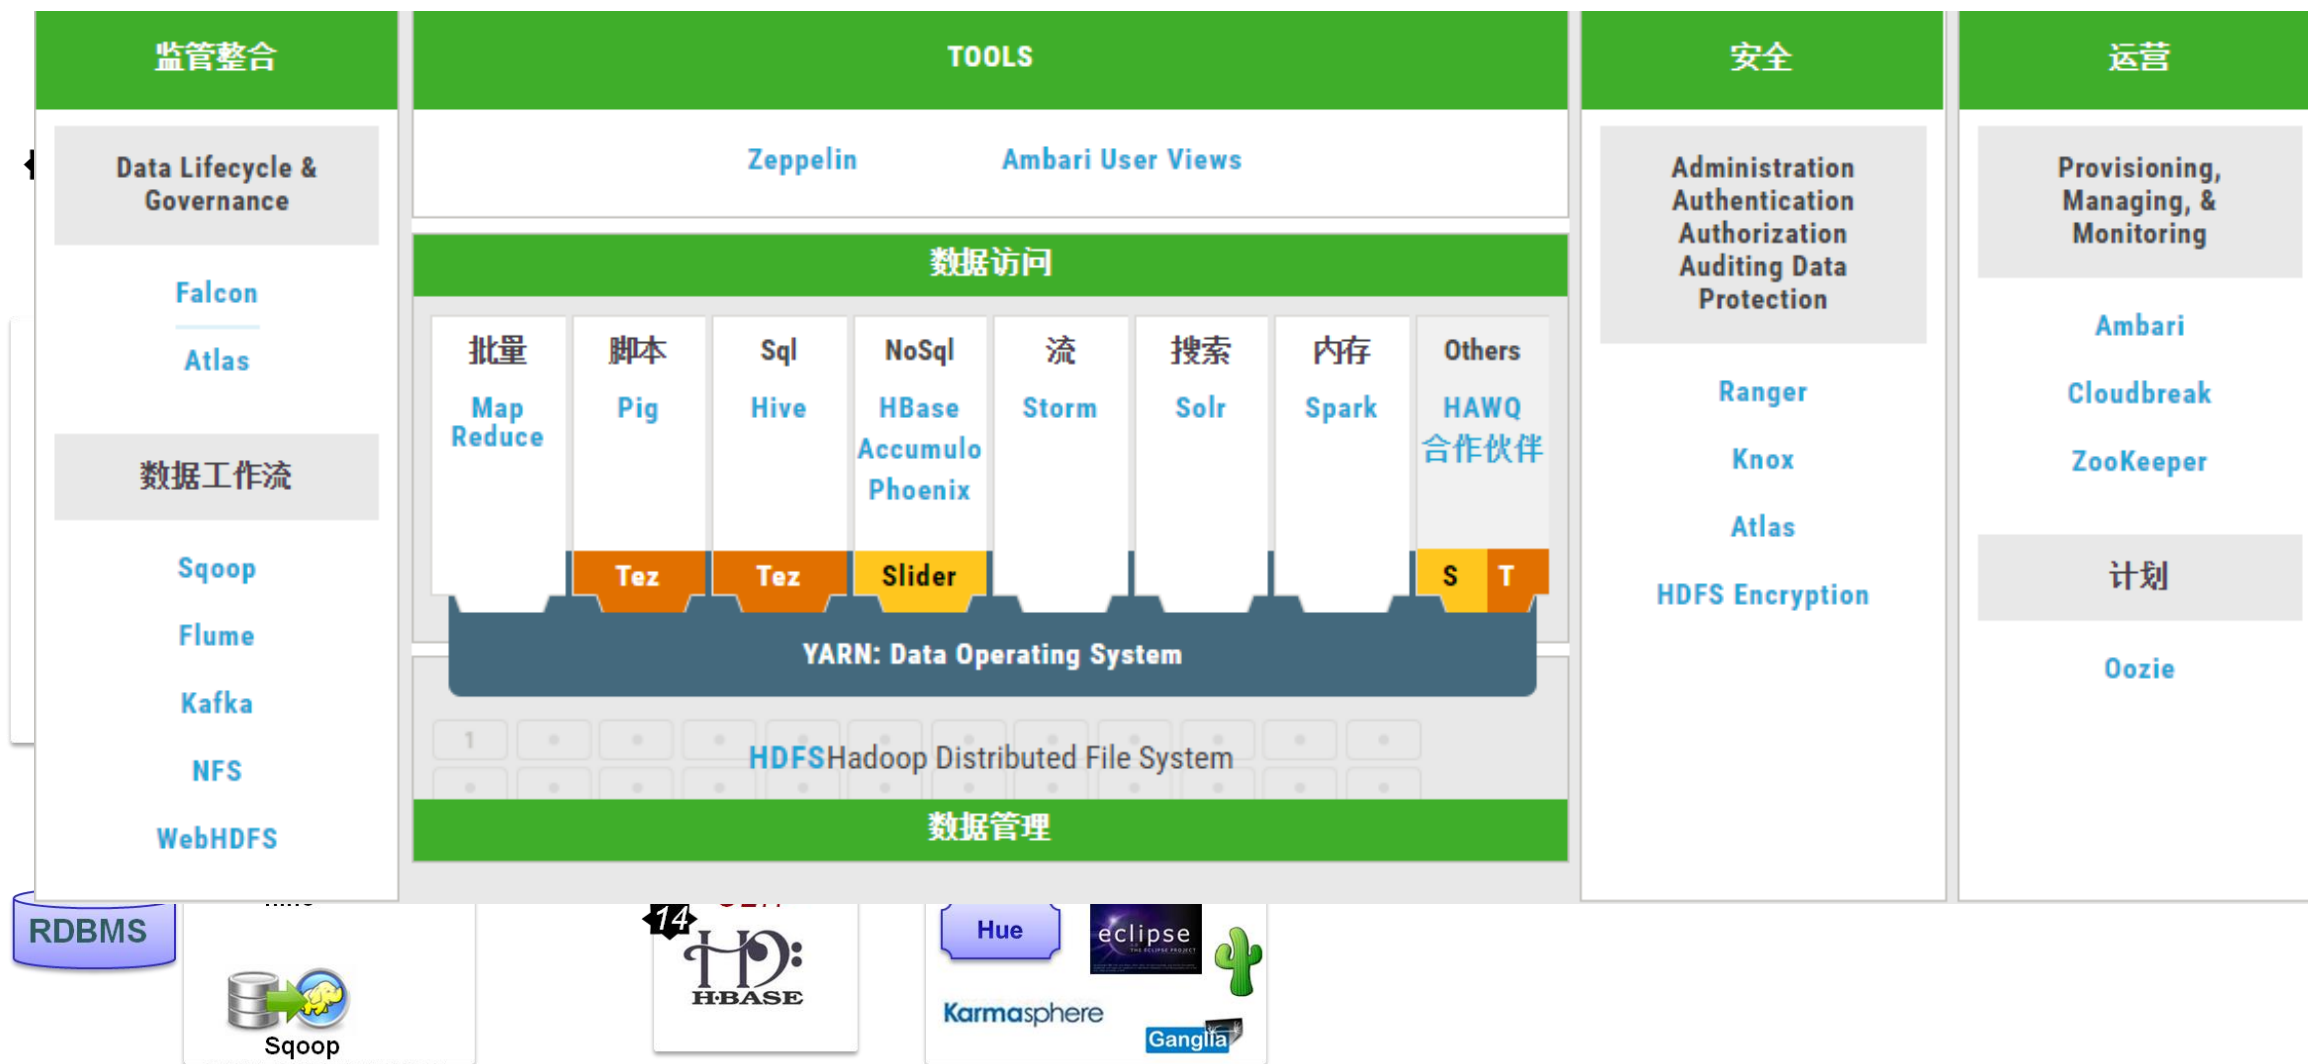 监管整合
Data Lifecycle &
Governance
Falcon
Atlas
数据工作流
Sqoop
Flume
Kafka
NFS
WebHDFS
TOOLS
Zeppelin
Ambari User Views
数据访问
批量
Map
Reduce
脚本
Pig
Tez
Sql
Hive
Tez
NoSql
HBase
Accumulo
Phoenix
Slider
流
Storm
搜索
Solr
内存
Spark
Others
HAWQ
合作伙伴
S
T
YARN: Data Operating System
1
HDFSHadoop Distributed File System
数据管理
安全
Administration
Authentication
Authorization
Auditing Data
Protection
Ranger
Knox
Atlas
HDFS Encryption
运营
Provisioning,
Managing, &
Monitoring
Ambari
Cloudbreak
ZooKeeper
计划
Oozie
RDBMS
Sqoop
14
HBASE
Hue
eclipse
Karmasphere
Ganglia